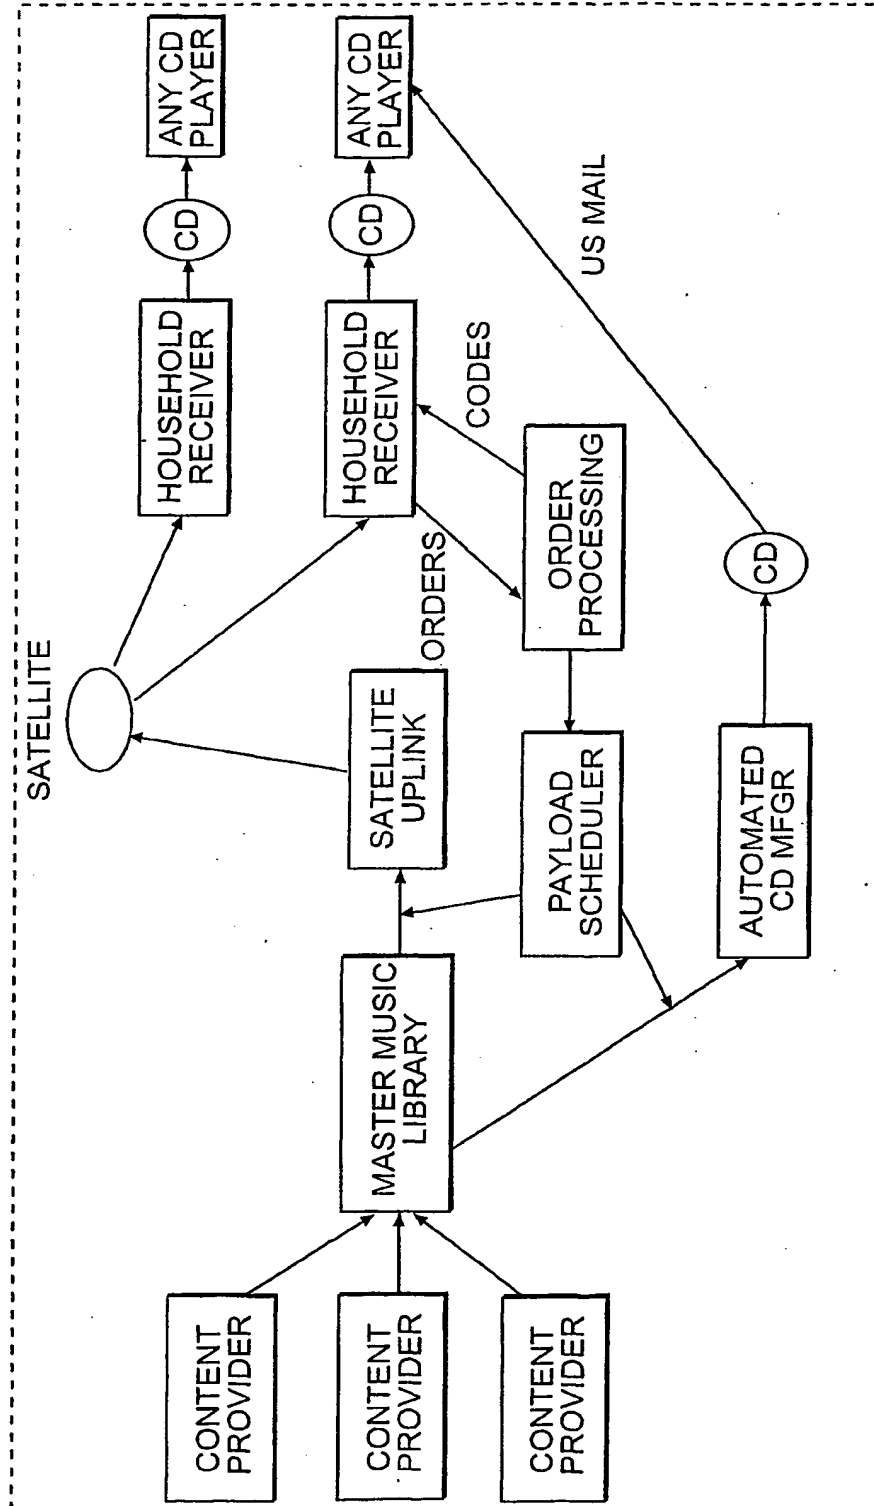 CONTENT
PROVIDER
CONTENT
PROVIDER
CONTENT
PROVIDER
MASTER MUSIC
LIBRARY
SATELLITE
UPLINK
SATELLITE
PAYLOAD
SCHEDULER
AUTOMATED
CD MFGR
ORDERS
ORDER
PROCESSING
CODES
CD
US MAIL
HOUSEHOLD
RECEIVER
CD
ANY CD
PLAYER
HOUSEHOLD
RECEIVER
CD
ANY CD
PLAYER